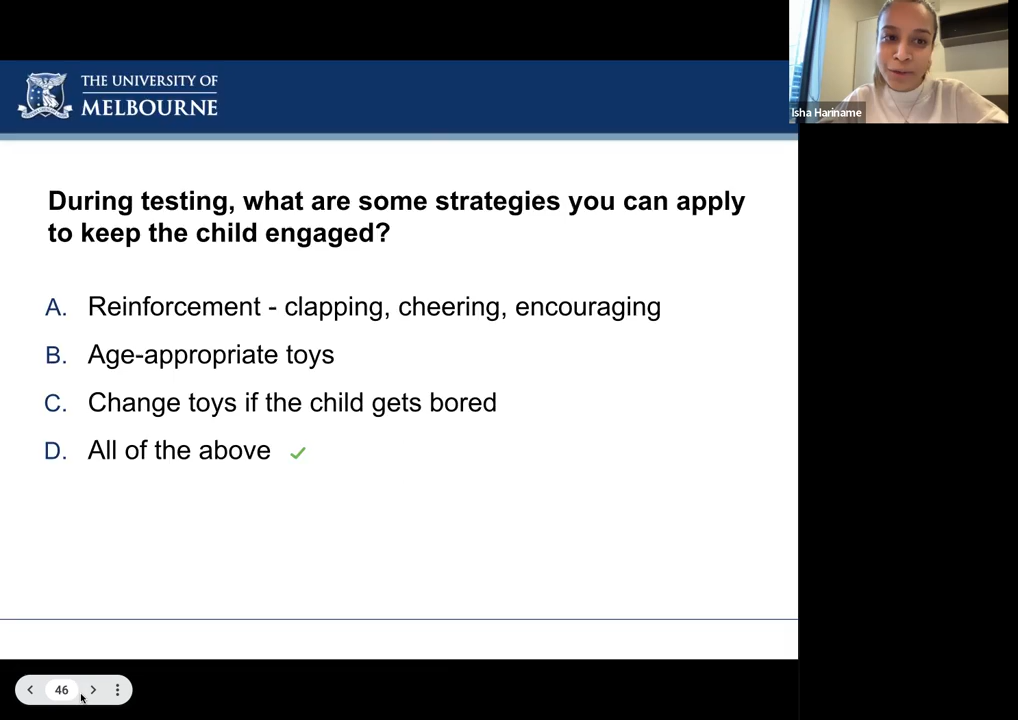 THE UNIVERSITY OF
MELBOURNE
Isha Hariname
During testing, what are some strategies you can apply
to keep the child engaged?
A. Reinforcement - clapping, cheering, encouraging
B. Age-appropriate toys
C. Change toys if the child gets bored
D. All of the above
46